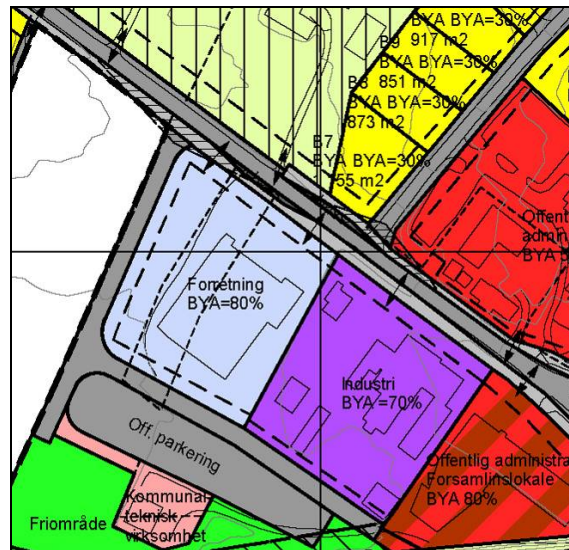 BYA BYA=30%
B9 917 m2
BYA BYA=30%
B8 851 m2
BYA BYA=30%
873 m2
B7
BYA BYA=30%
55 m2
Offent
admin
BYA
Forretning
BYA=80%
Industri
BYA =70%
Off. parkering
Offentlig administra
Forsamlinslokale
BYA 80%
Kommunal-
teknisk
virksomhet
Friområde